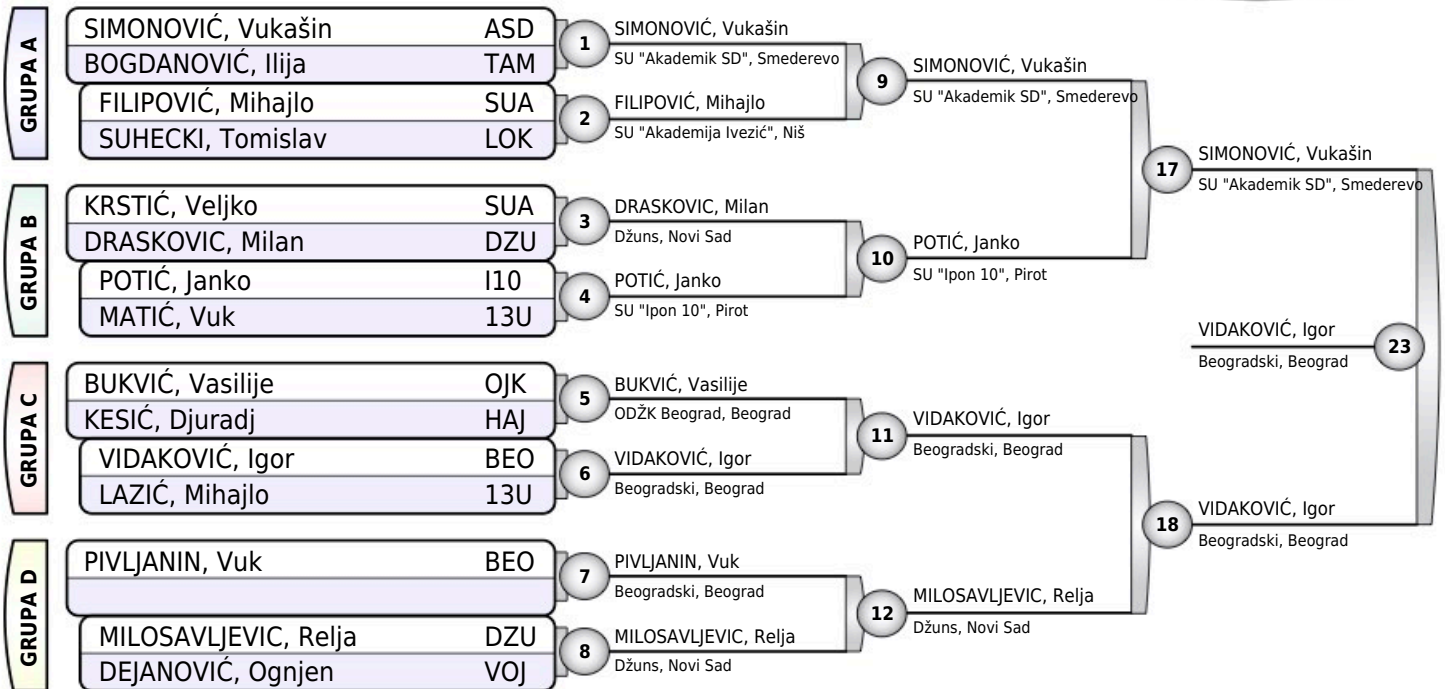 GRUPA A
SIMONOVIĆ, Vukašin ASD
BOGDANOVIĆ, Ilija TAM
FILIPOVIĆ, Mihajlo SUA
SUHECKI, Tomislav LOK
GRUPA B
KRSTIĆ, Veljko SUA
DRASKOVIC, Milan DZU
POTIĆ, Janko I10
MATIĆ, Vuk 13U
GRUPA C
BUKVIĆ, Vasilije OJK
KESIĆ, Djuradj HAJ
VIDAKOVIĆ, Igor BEO
LAZIĆ, Mihajlo 13U
GRUPA D
PIVLJANIN, Vuk BEO
MILOSAVLJEVIC, Relja DZU
DEJANOVIĆ, Ognjen VOJ
1
SIMONOVIĆ, Vukašin
SU "Akademik SD", Smederevo
2
FILIPOVIĆ, Mihajlo
SU "Akademija Ivezić", Niš
3
DRASKOVIC, Milan
Džuns, Novi Sad
4
POTIĆ, Janko
SU "Ipon 10", Pirot
5
BUKVIĆ, Vasilije
ODŽK Beograd, Beograd
6
VIDAKOVIĆ, Igor
Beogradski, Beograd
7
PIVLJANIN, Vuk
Beogradski, Beograd
8
MILOSAVLJEVIC, Relja
Džuns, Novi Sad
9
SIMONOVIĆ, Vukašin
SU "Akademik SD", Smederevo
10
POTIĆ, Janko
SU "Ipon 10", Pirot
11
VIDAKOVIĆ, Igor
Beogradski, Beograd
12
MILOSAVLJEVIC, Relja
Džuns, Novi Sad
17
SIMONOVIĆ, Vukašin
SU "Akademik SD", Smederevo
18
VIDAKOVIĆ, Igor
Beogradski, Beograd
VIDAKOVIĆ, Igor
Beogradski, Beograd
23